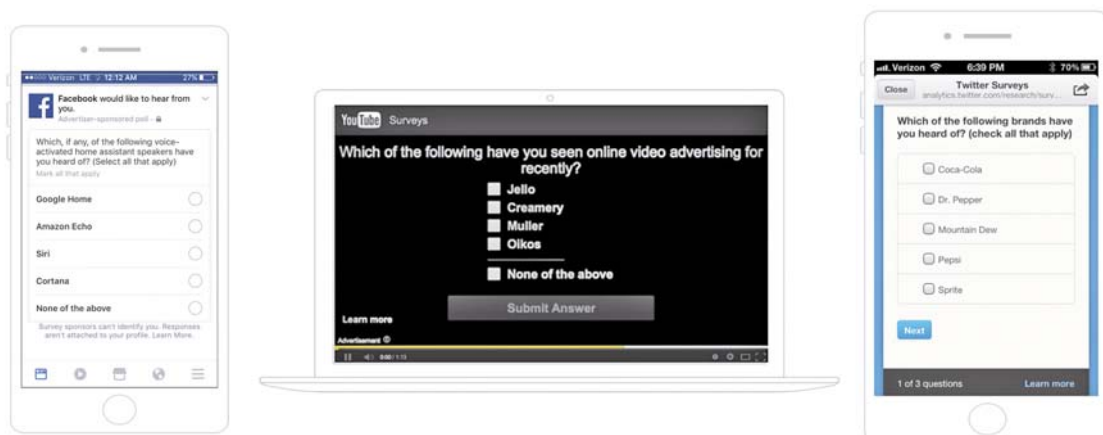 Verizon LTE 12:12 AM 27%
Facebook would like to hear from
you.
Advertiser-sponsored poll -
Which, if any, of the following voice-
activated home assistant speakers have
you heard of? (Select all that apply)
Mark all that apply
Google Home
Amazon Echo
Siri
Cortana
None of the above
Survey sponsors can't identify you. Responses
aren't attached to your profile. Learn More.
YouTube Surveys
Which of the following have you seen online video advertising for
recently?
Jello
Creamery
Muller
Oikos
None of the above
Submit Answer
Learn more
Advertisement
0:00 / 1:13
Verizon 6:39 PM 70%
Close
Twitter Surveys
analytics.twitter.com/research/surv...
Which of the following brands have
you heard of? (check all that apply)
Coca-Cola
Dr. Pepper
Mountain Dew
Pepsi
Sprite
Next
1 of 3 questions Learn more